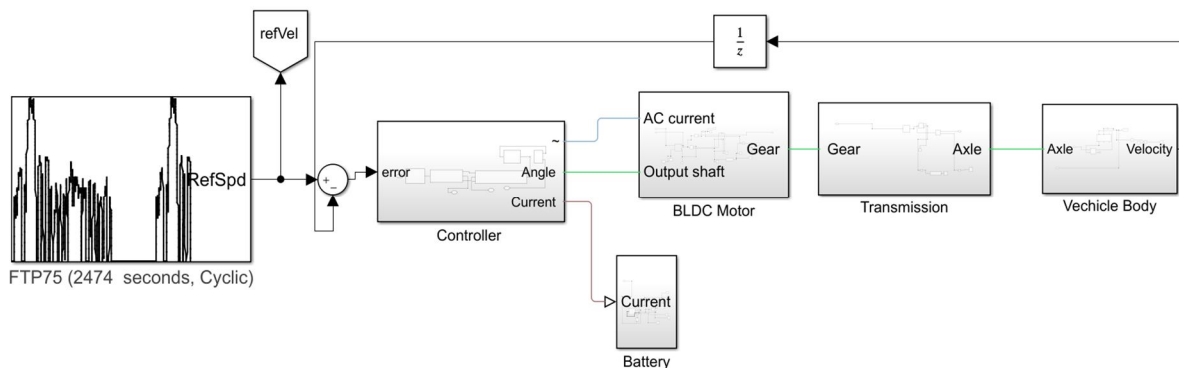 refVel
1
z
RefSpd
FTP75 (2474 seconds, Cyclic)
+
−
error
~
Angle
Current
Controller
AC current
Output shaft
Gear
BLDC Motor
Gear
Axle
Transmission
Axle
Velocity
Vechicle Body
Current
Battery